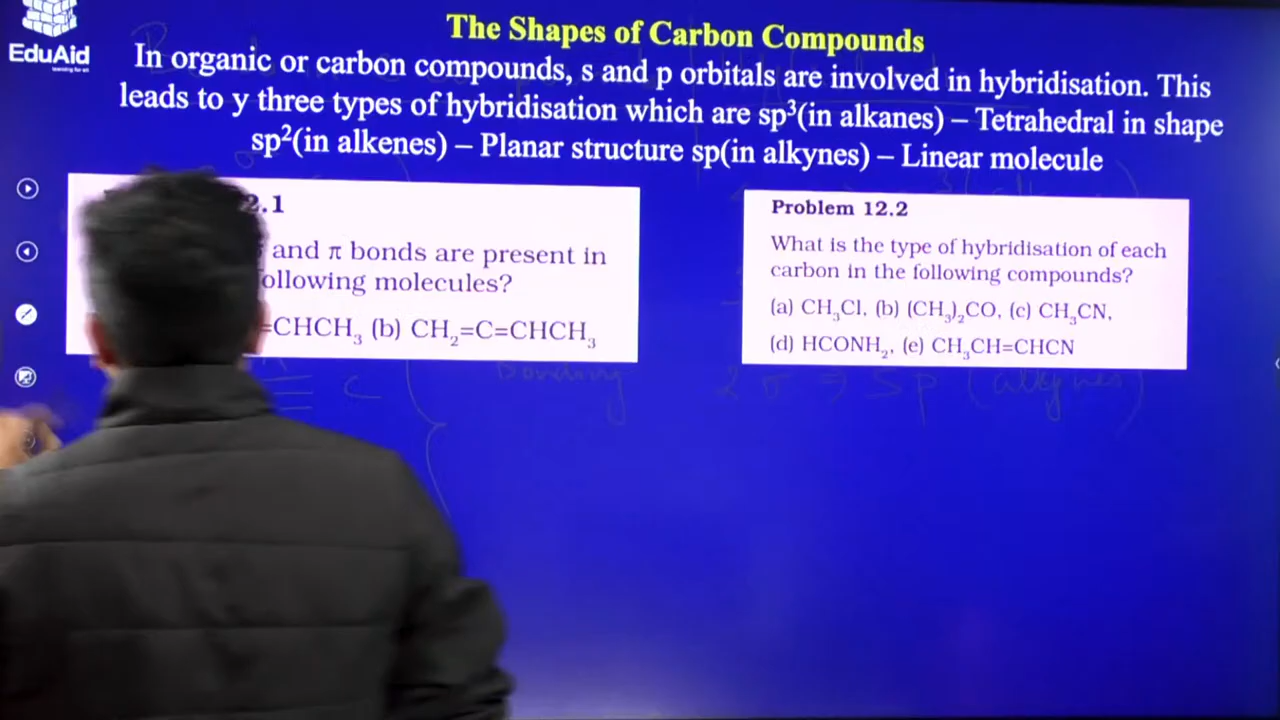 EduAid
The Shapes of Carbon Compounds
In organic or carbon compounds, s and p orbitals are involved in hybridisation. This
leads to y three types of hybridisation which are sp³(in alkanes) – Tetrahedral in shape
sp²(in alkenes) – Planar structure sp(in alkynes) – Linear molecule
2.1
and π bonds are present in
ollowing molecules?
=CHCH₃ (b) CH₂=C=CHCH₃
Problem 12.2
What is the type of hybridisation of each
carbon in the following compounds?
(a) CH₃Cl, (b) (CH₃)₂CO, (c) CH₃CN,
(d) HCONH₂, (e) CH₃CH=CHCN
C
Bonding
2σ ⇒ Sp (alkynes)